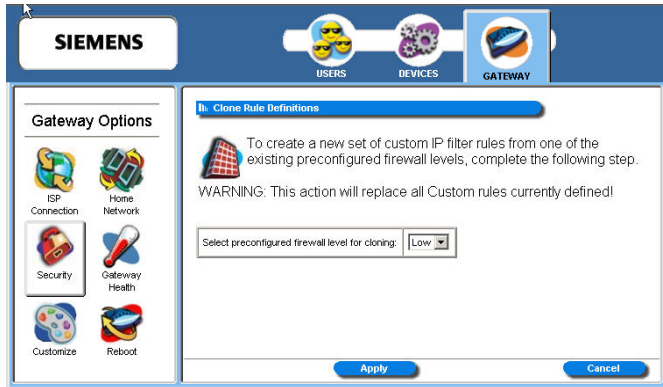 SIEMENS
USERS
DEVICES
GATEWAY
Gateway Options
ISP
Connection
Home
Network
Security
Gateway
Health
Customize
Reboot
Clone Rule Definitions
To create a new set of custom IP filter rules from one of the
existing preconfigured firewall levels, complete the following step.
WARNING: This action will replace all Custom rules currently defined!
Select preconfigured firewall level for cloning: Low
Apply
Cancel